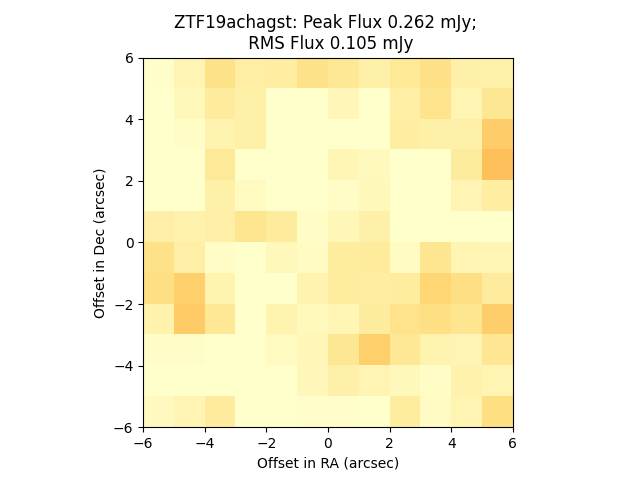 ZTF19achagst: Peak Flux 0.262 mJy;
RMS Flux 0.105 mJy
6
4
2
0
−2
−4
−6
Offset in Dec (arcsec)
−6 −4 −2 0 2 4 6
Offset in RA (arcsec)